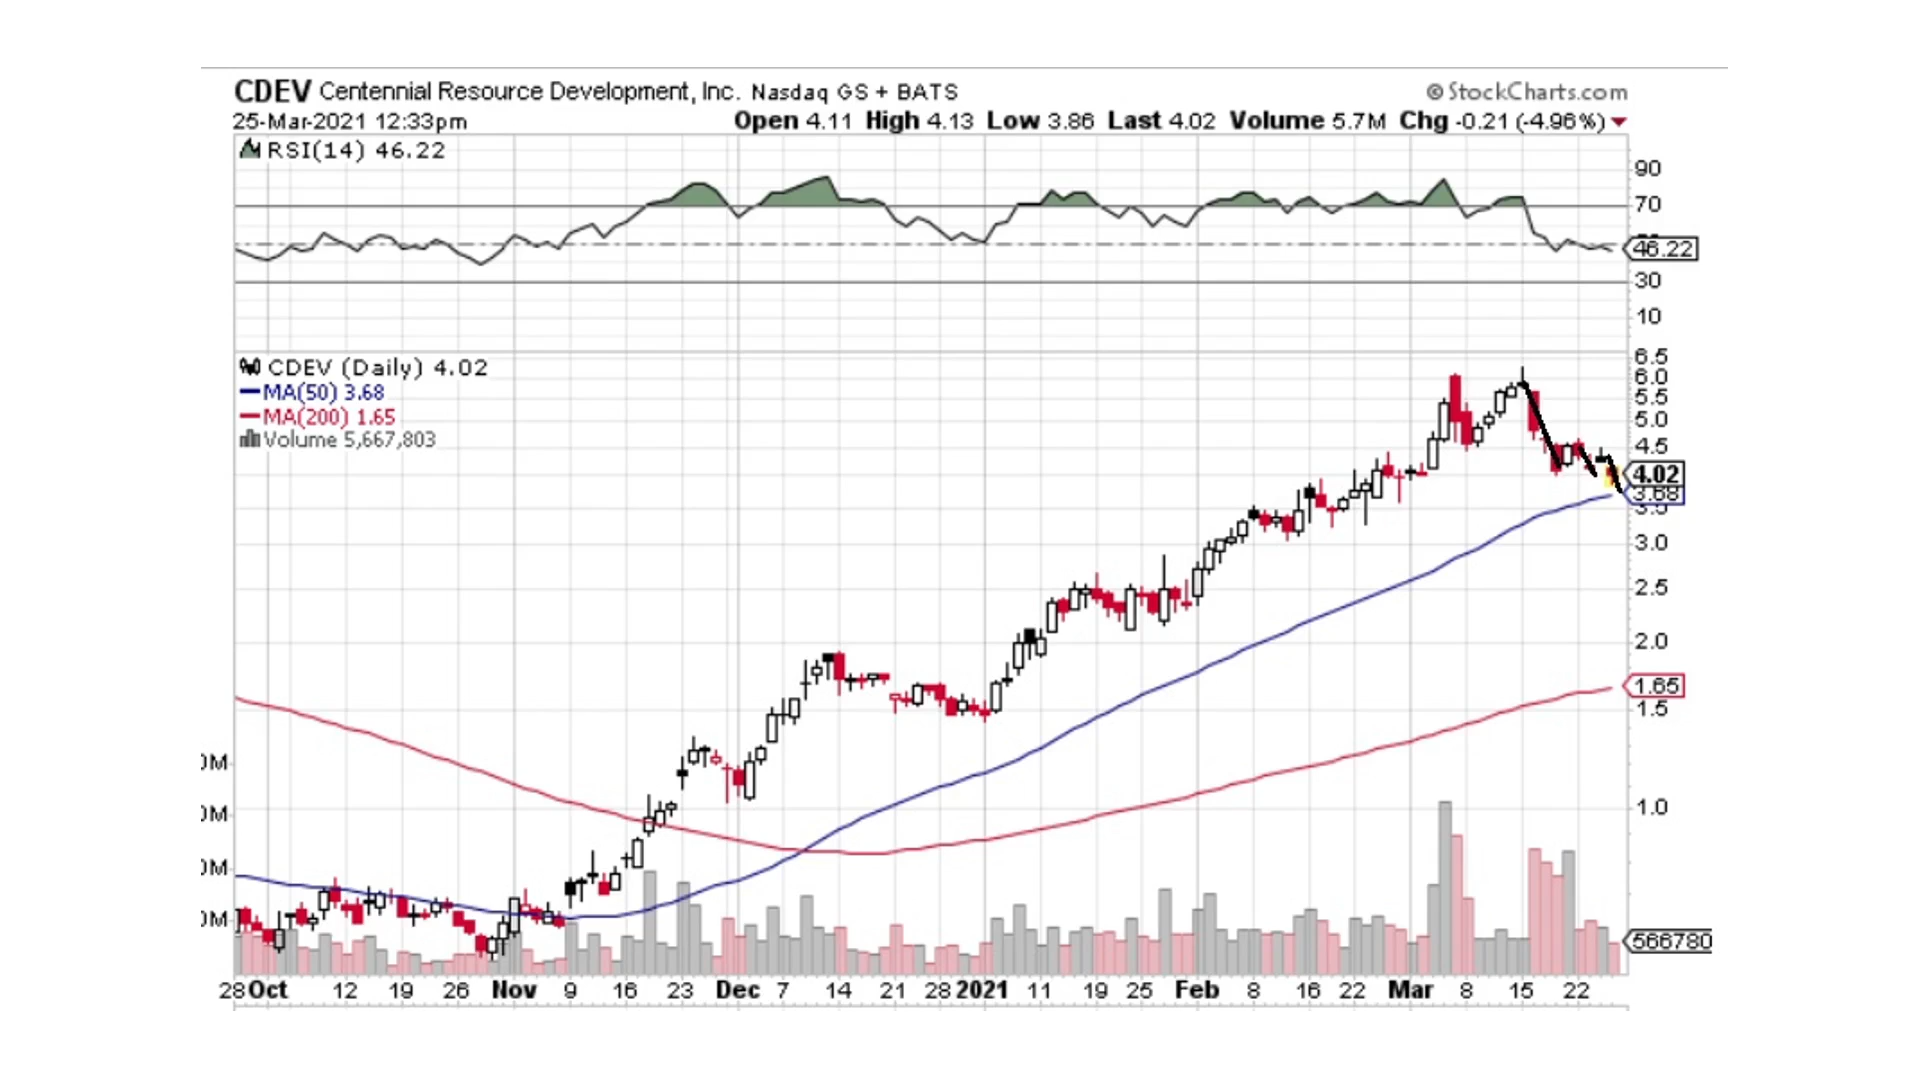 CDEV Centennial Resource Development, Inc. Nasdaq GS + BATS © StockCharts.com
25-Mar-2021 12:33pm Open 4.11 High 4.13 Low 3.86 Last 4.02 Volume 5.7M Chg -0.21 (-4.96%)
RSI(14) 46.22
90
70
46.22
30
10
CDEV (Daily) 4.02
MA(50) 3.68
MA(200) 1.65
Volume 5,667,803
6.5
6.0
5.5
5.0
4.5
4.02
3.68
3.5
3.0
2.5
2.0
1.65
1.5
1.0
0M
0M
0M
0M
566780
28 Oct 12 19 26 Nov 9 16 23 Dec 7 14 21 28 2021 11 19 25 Feb 8 16 22 Mar 8 15 22